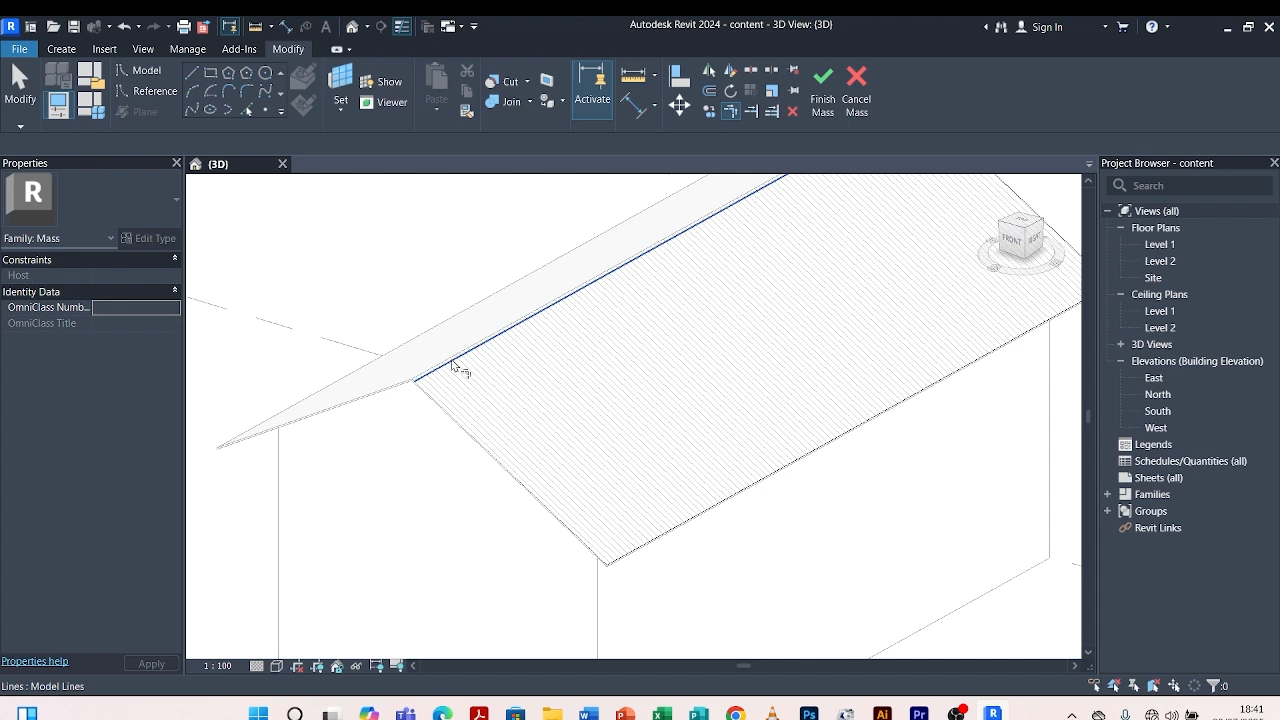 Autodesk Revit 2024 - content - 3D View: {3D}
Sign In
File
Create
Insert
View
Manage
Add-Ins
Modify
Modify
Model
Reference
Plane
Set
Show
Viewer
Paste
Cut
Join
Activate
Finish
Mass
Cancel
Mass
Properties
{3D}
Project Browser - content
R
Search
Family: Mass
Edit Type
Constraints
Host
Identity Data
OmniClass Numb...
OmniClass Title
Views (all)
Floor Plans
Level 1
Level 2
Site
Ceiling Plans
Level 1
Level 2
3D Views
Elevations (Building Elevation)
East
North
South
West
Legends
Schedules/Quantities (all)
Sheets (all)
Families
Groups
Revit Links
FRONT
RIGHT
Properties help
Apply
1 : 100
Lines : Model Lines
:0
18:41